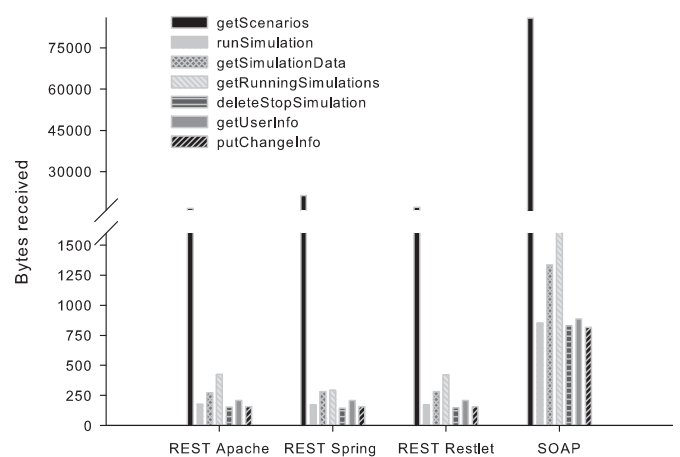 getScenarios
runSimulation
getSimulationData
getRunningSimulations
deleteStopSimulation
getUserInfo
putChangeInfo
Bytes received
75000
60000
45000
30000
1500
1250
1000
750
500
250
0
REST Apache REST Spring REST Restlet SOAP